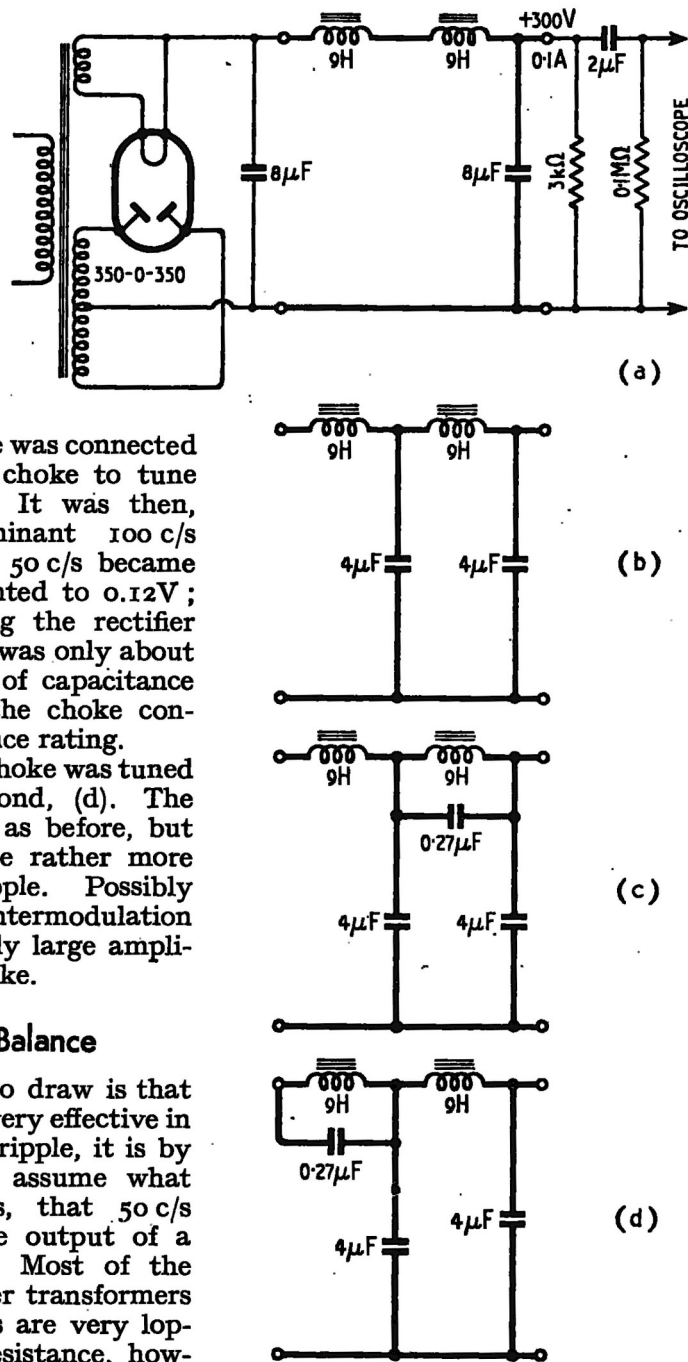 9H
9H
+300V
0·1A
2μF
8μF
8μF
3kΩ
0·1MΩ
TO OSCILLOSCOPE
350-0-350
(a)
e was connected
choke to tune
It was then,
minant 100 c/s
50 c/s became
nted to 0.12V;
g the rectifier
was only about
of capacitance
he choke con-
nce rating.
hoke was tuned
ond, (d). The
as before, but
e rather more
ple. Possibly
ntermodulation
ly large ampli-
ke.
Balance
o draw is that
very effective in
ripple, it is by
assume what
s, that 50 c/s
e output of a
Most of the
er transformers
s are very lop-
esistance, how-
9H
9H
4μF
4μF
(b)
9H
9H
0·27μF
4μF
4μF
(c)
9H
9H
0·27μF
4μF
4μF
(d)